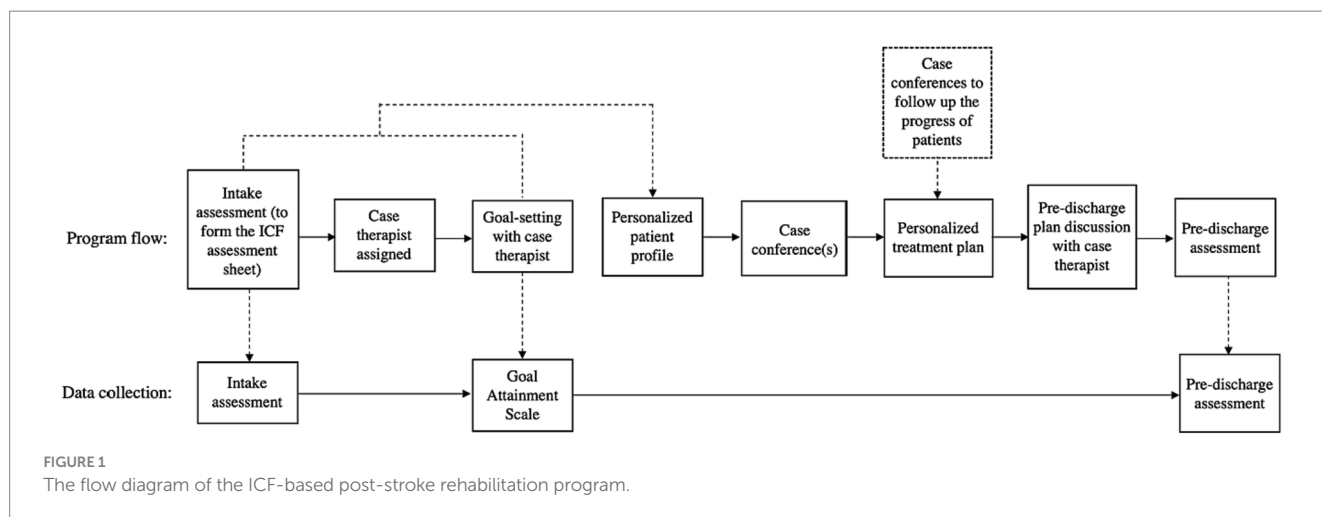 Case
conferences to
follow up the
progress of
patients
Program flow:
Intake
assessment (to
form the ICF
assessment
sheet)
Case
therapist
assigned
Goal-setting
with case
therapist
Personalized
patient
profile
Case
conference(s)
Personalized
treatment plan
Pre-discharge
plan discussion
with case
therapist
Pre-discharge
assessment
Data collection:
Intake
assessment
Goal
Attainment
Scale
Pre-discharge
assessment
FIGURE 1
The flow diagram of the ICF-based post-stroke rehabilitation program.